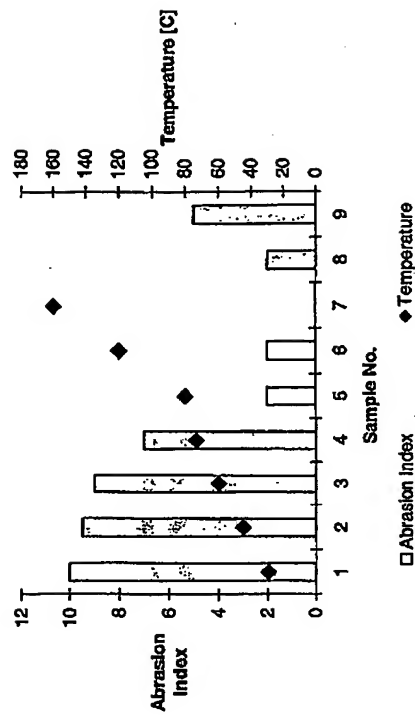 12
10
8
6
4
2
0
Abrasion
Index
180
160
140
120
100
80
60
40
20
0
Temperature [C]
1 2 3 4 5 6 7 8 9
Sample No.
Abrasion Index
Temperature